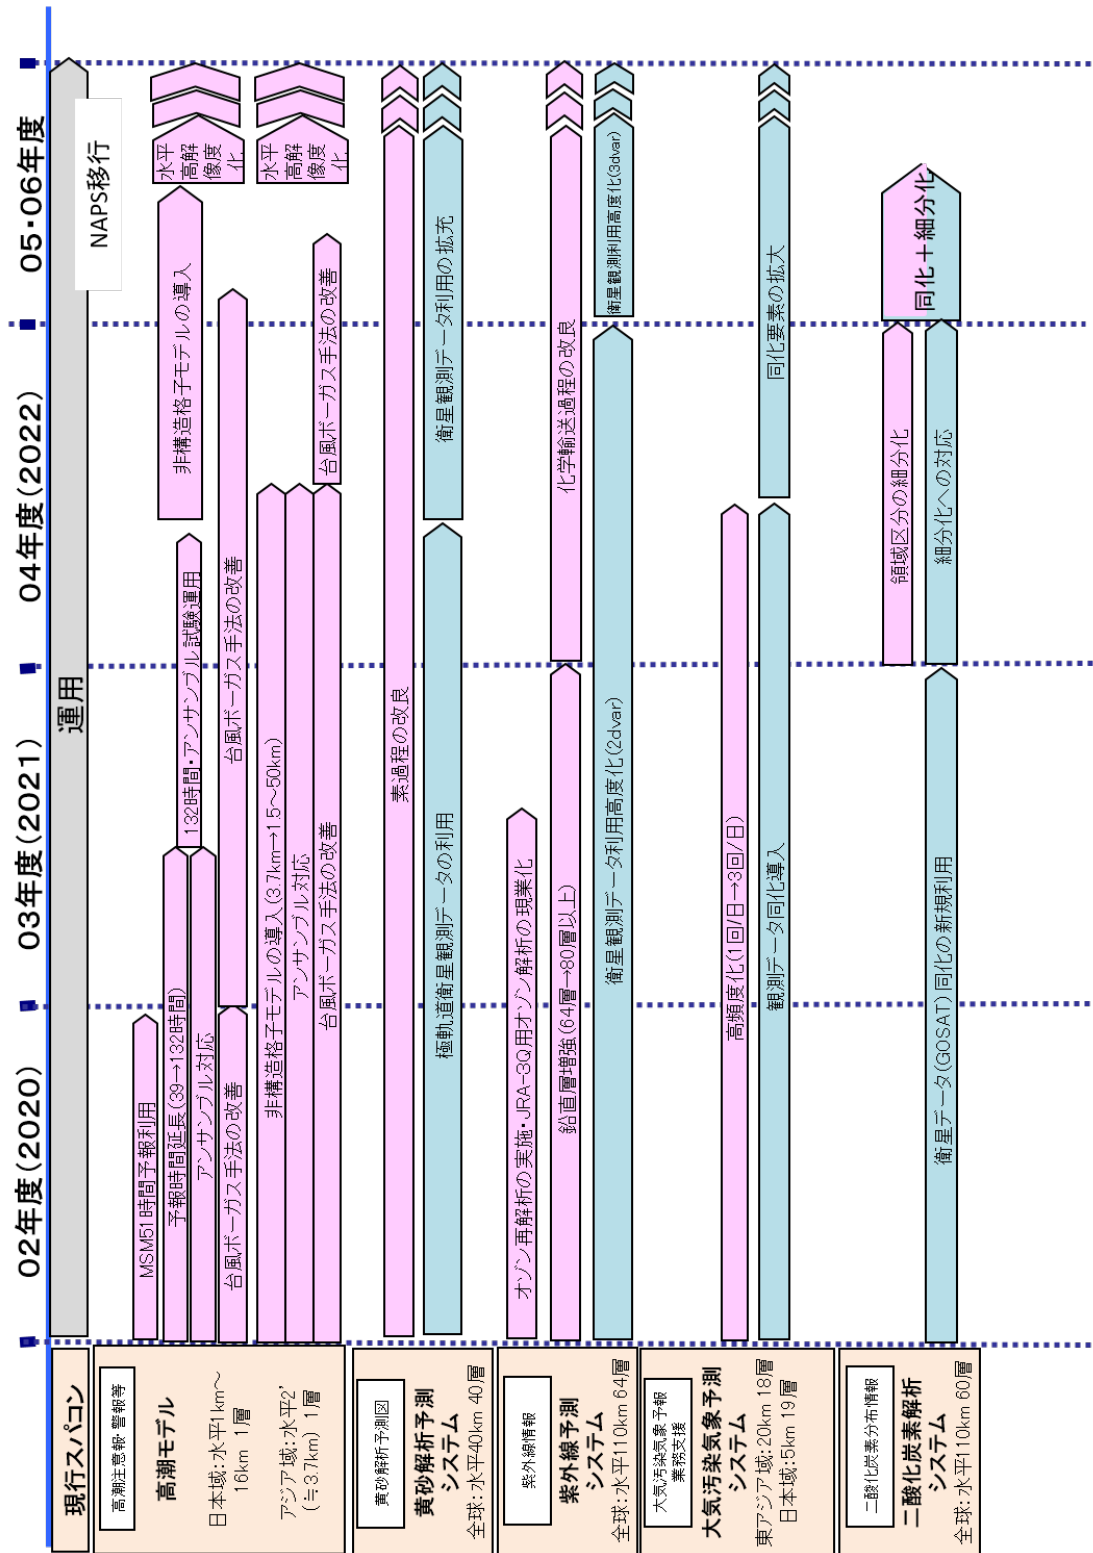 02年度(2020)
03年度(2021)
04年度(2022)
05・06年度
現行スパコン
運用
NAPS移行
高潮注意報・警報等
高潮モデル
日本域:水平1km～
16km 1層
アジア域:水平2’
(≒3.7km) 1層
MSM51時間予報利用
予報時間延長(39→132時間)
アンサンブル対応
132時間・アンサンブル試験運用
非構造格子モデルの導入
水平
高解
像度
化
台風ボーガス手法の改善
台風ボーガス手法の改善
非構造格子モデルの導入(3.7km→1.5～50km)
アンサンブル対応
台風ボーガス手法の改善
台風ボーガス手法の改善
水平
高解
像度
化
黄砂解析予測図
黄砂解析予測
システム
全球:水平40km 40層
素過程の改良
極軌道衛星観測データの利用
衛星観測データ利用の拡充
紫外線情報
紫外線予測
システム
全球:水平110km 64層
オゾン再解析の実施・JRA-3Q用オゾン解析の現業化
鉛直層増強(64層→80層以上)
化学輸送過程の改良
衛星観測データ利用高度化(2dvar)
衛星観測利用高度化(3dvar)
大気汚染気象予報
業務支援
大気汚染気象予測
システム
東アジア域:20km 18層
日本域:5km 19層
高頻度化(1回/日→3回/日)
観測データ同化導入
同化要素の拡大
二酸化炭素分布情報
二酸化炭素解析
システム
全球:水平110km 60層
領域区分の細分化
衛星データ(GOSAT)同化の新規利用
細分化への対応
同化＋細分化